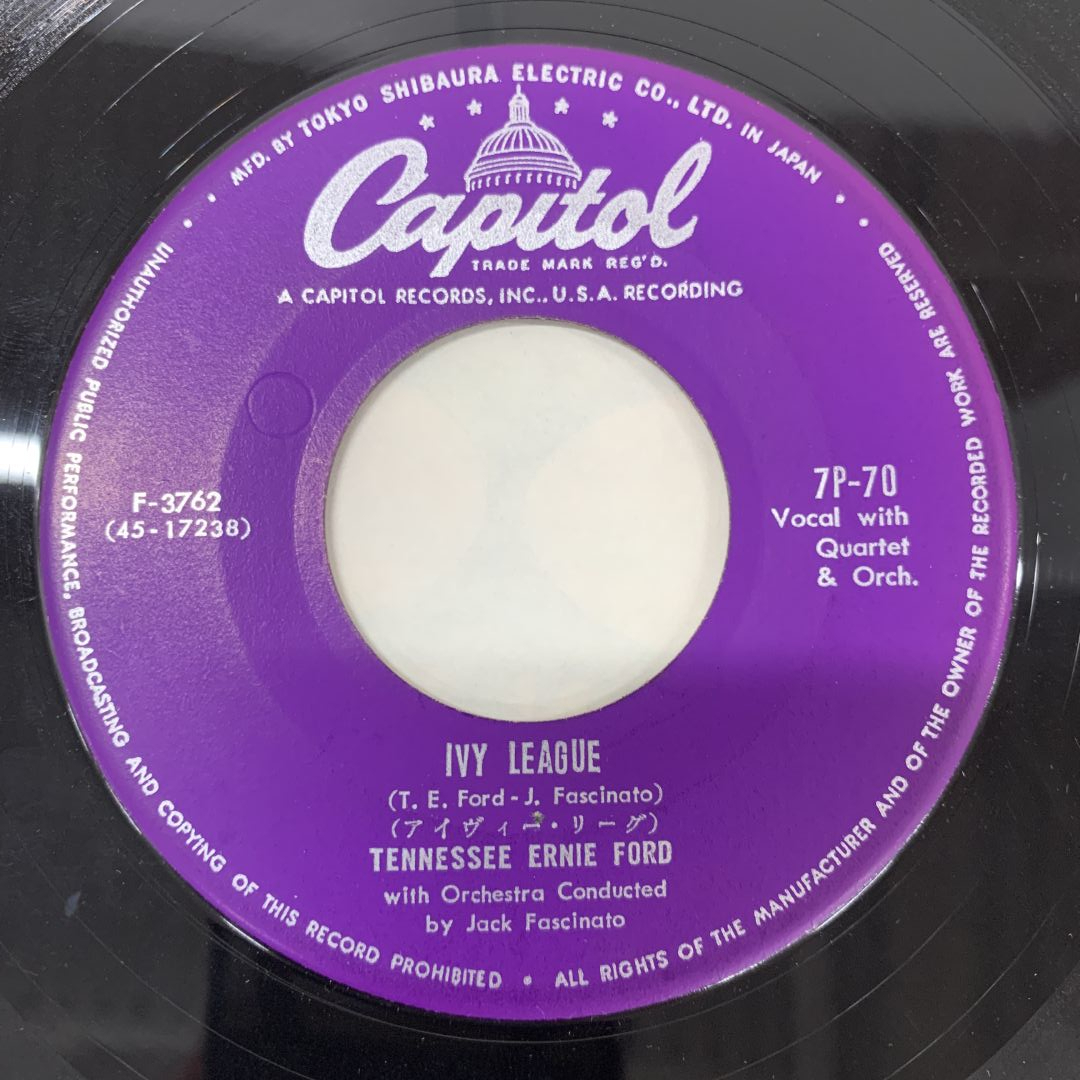 MFD. BY TOKYO SHIBAURA ELECTRIC CO., LTD. IN JAPAN
Capitol
TRADE MARK REG'D.
A CAPITOL RECORDS, INC., U.S.A. RECORDING
F-3762
(45-17238)
7P-70
Vocal with
Quartet
& Orch.
IVY LEAGUE
(T. E. Ford - J. Fascinato)
(アイヴィー・リーグ)
TENNESSEE ERNIE FORD
with Orchestra Conducted
by Jack Fascinato
UNAUTHORIZED PUBLIC PERFORMANCE, BROADCASTING AND COPYING OF THIS RECORD PROHIBITED • ALL RIGHTS OF THE MANUFACTURER AND OF THE OWNER OF THE RECORDED WORK ARE RESERVED